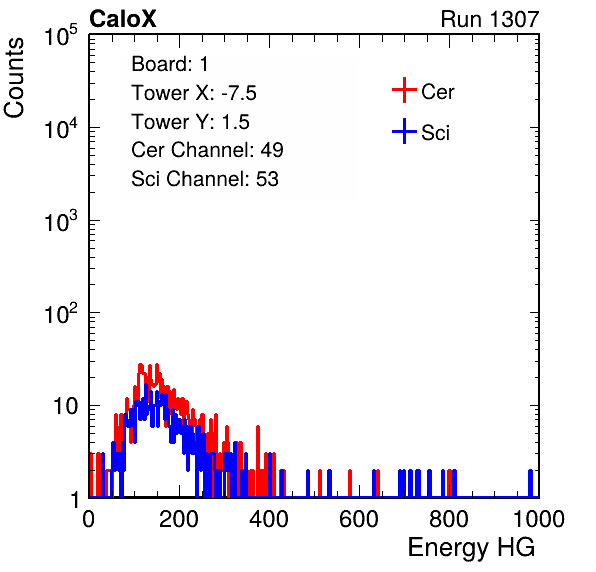 CaloX Run 1307
Counts
Board: 1
Tower X: -7.5
Tower Y: 1.5
Cer Channel: 49
Sci Channel: 53
Cer
Sci
10^5
10^4
10^3
10^2
10
1
0 200 400 600 800 1000
Energy HG